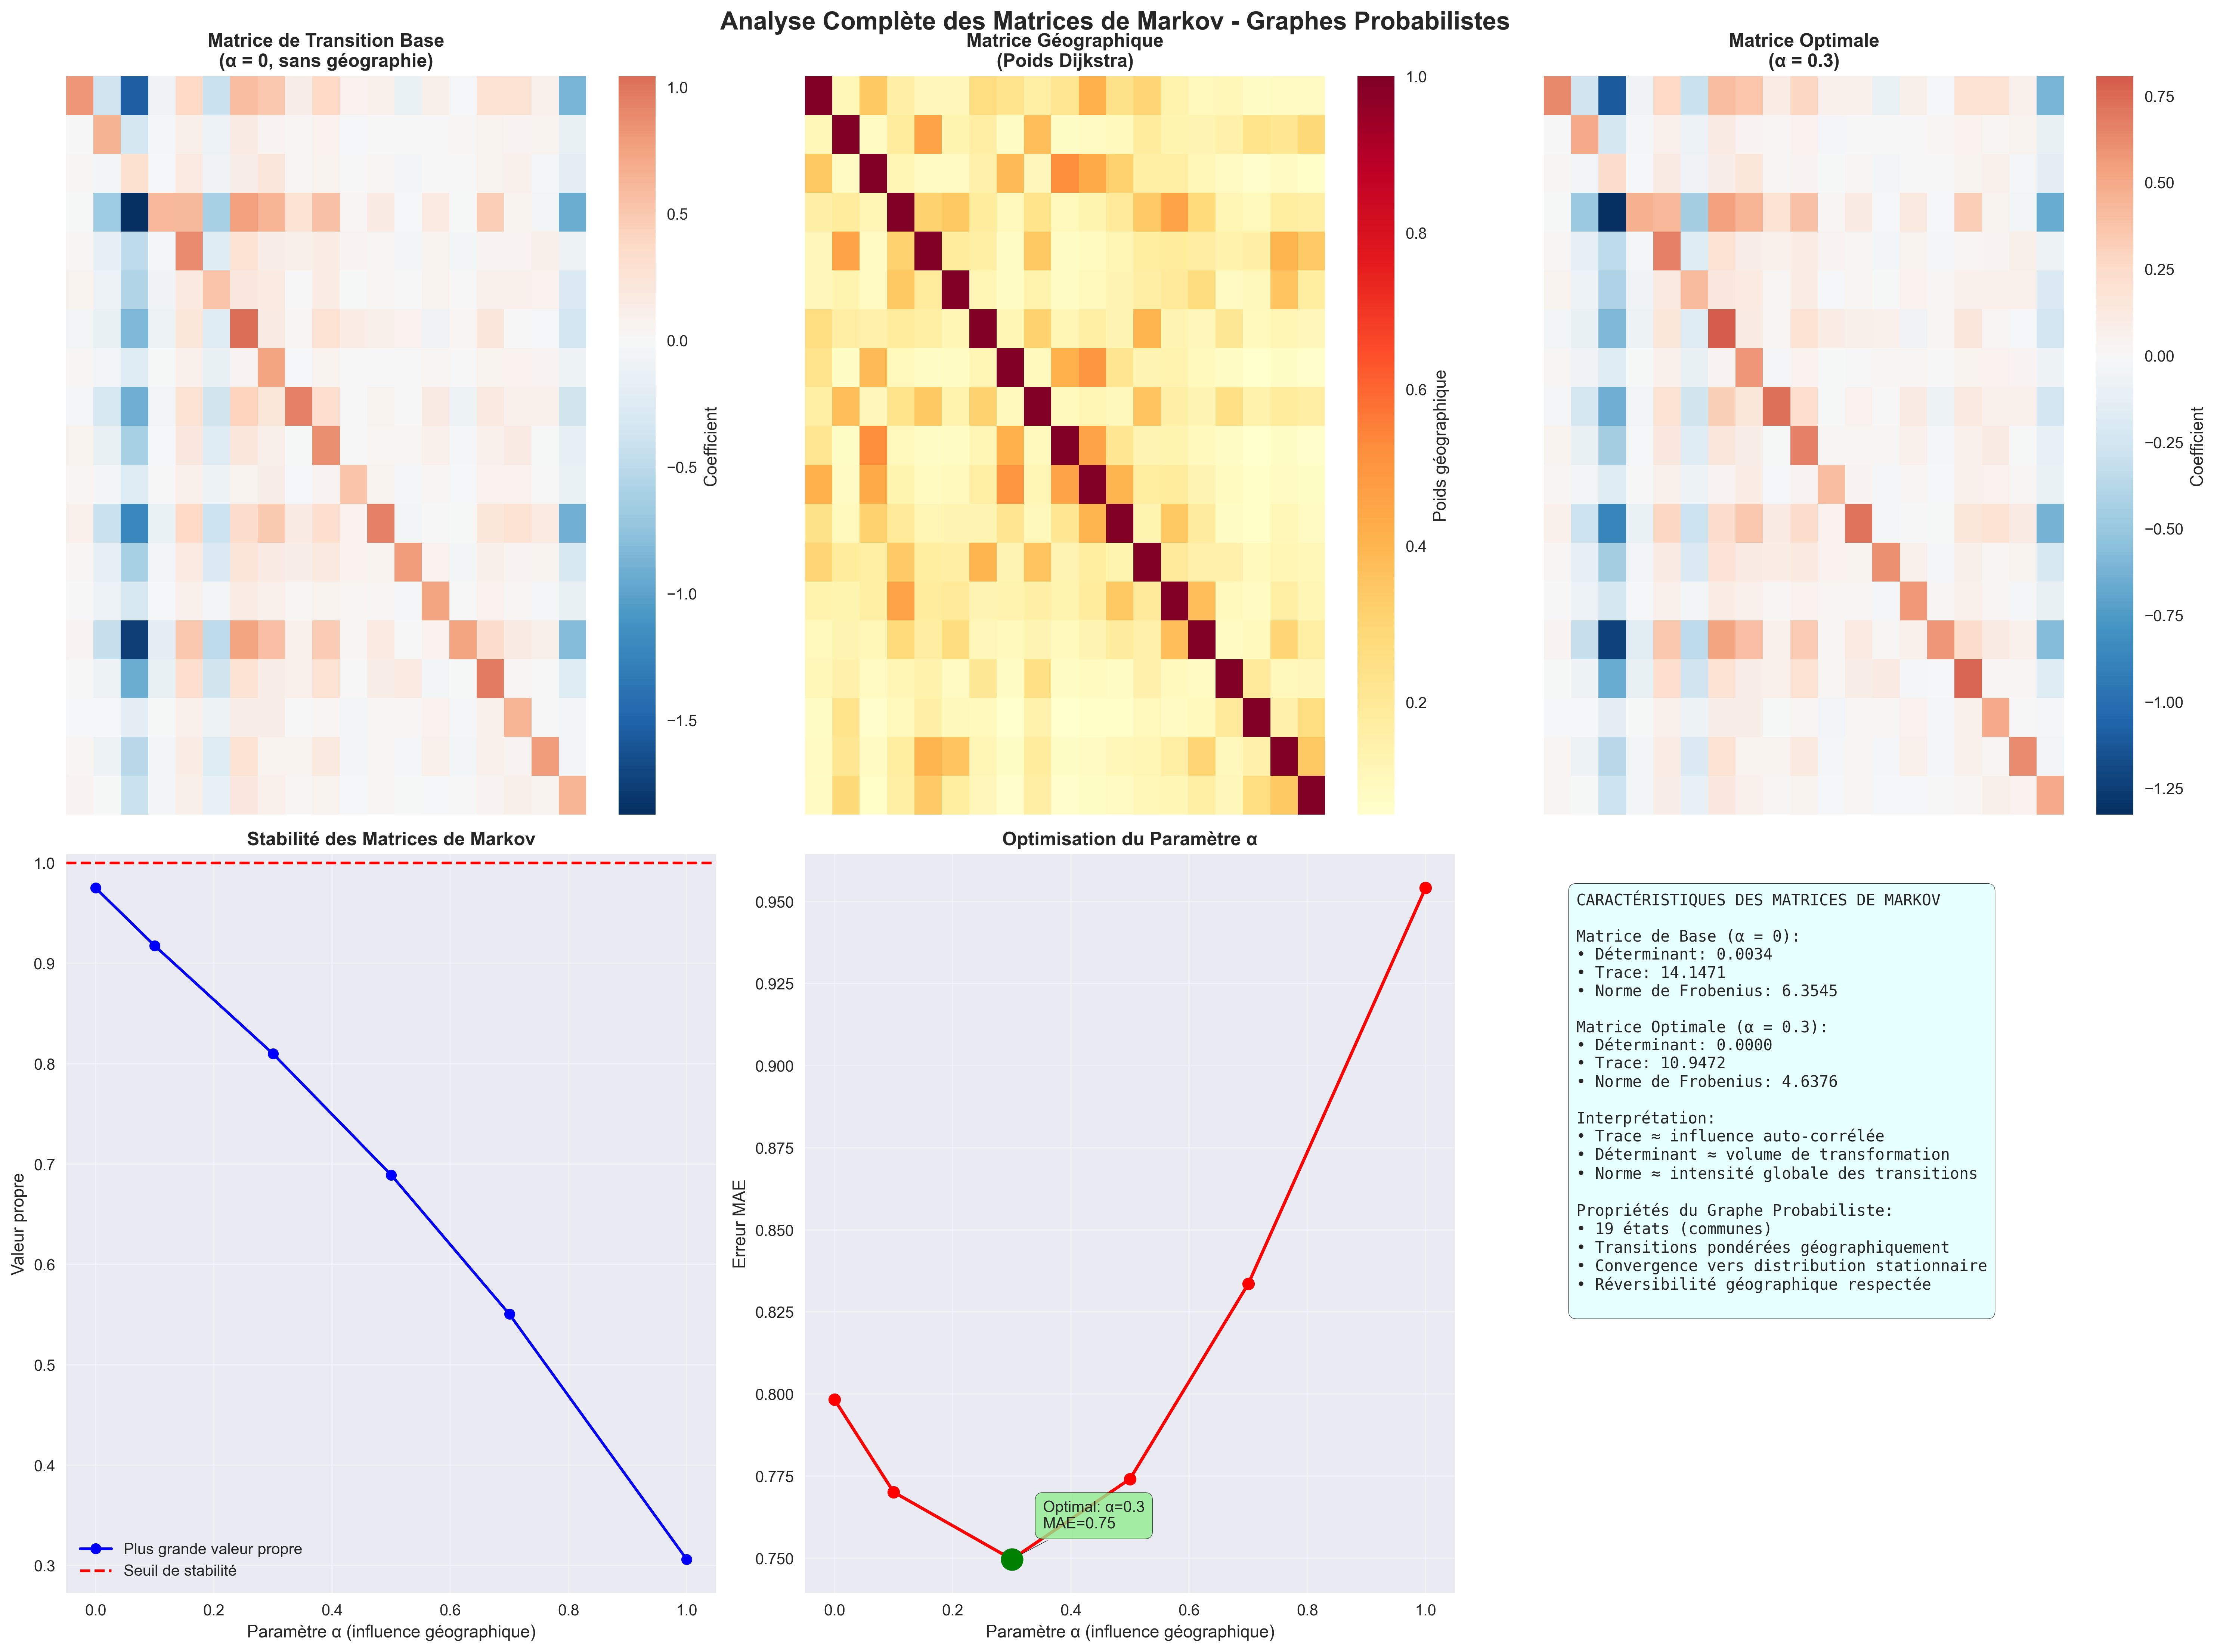 Analyse Complète des Matrices de Markov - Graphes Probabilistes
Matrice de Transition Base
(α = 0, sans géographie)
1.0
0.5
0.0
−0.5
−1.0
−1.5
Coefficient
Matrice Géographique
(Poids Dijkstra)
1.0
0.8
0.6
0.4
0.2
Poids géographique
Matrice Optimale
(α = 0.3)
0.75
0.50
0.25
0.00
−0.25
−0.50
−0.75
−1.00
−1.25
Coefficient
Stabilité des Matrices de Markov
Valeur propre
1.0
0.9
0.8
0.7
0.6
0.5
0.4
0.3
Plus grande valeur propre
Seuil de stabilité
0.0 0.2 0.4 0.6 0.8 1.0
Paramètre α (influence géographique)
Optimisation du Paramètre α
Erreur MAE
0.950
0.925
0.900
0.875
0.850
0.825
0.800
0.775
0.750
Optimal: α=0.3
MAE=0.75
0.0 0.2 0.4 0.6 0.8 1.0
Paramètre α (influence géographique)
CARACTÉRISTIQUES DES MATRICES DE MARKOV
Matrice de Base (α = 0):
• Déterminant: 0.0034
• Trace: 14.1471
• Norme de Frobenius: 6.3545
Matrice Optimale (α = 0.3):
• Déterminant: 0.0000
• Trace: 10.9472
• Norme de Frobenius: 4.6376
Interprétation:
• Trace ≈ influence auto-corrélée
• Déterminant ≈ volume de transformation
• Norme ≈ intensité globale des transitions
Propriétés du Graphe Probabiliste:
• 19 états (communes)
• Transitions pondérées géographiquement
• Convergence vers distribution stationnaire
• Réversibilité géographique respectée